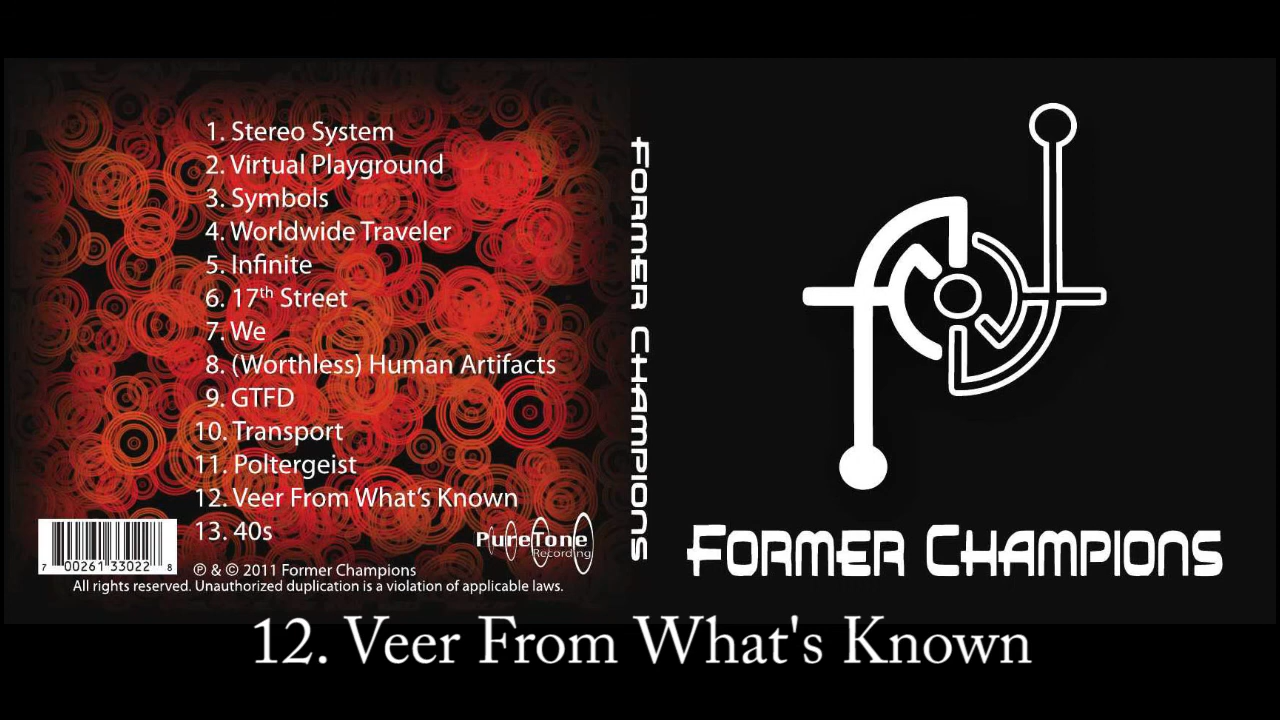 1. Stereo System
2. Virtual Playground
3. Symbols
4. Worldwide Traveler
5. Infinite
6. 17th Street
7. We
8. (Worthless) Human Artifacts
9. GTFD
10. Transport
11. Poltergeist
12. Veer From What's Known
13. 40s
7 00261 33022 8
℗ & © 2011 Former Champions
All rights reserved. Unauthorized duplication is a violation of applicable laws.
PureTone
Recording
FORMER CHAMPIONS
FORMER CHAMPIONS
12. Veer From What's Known